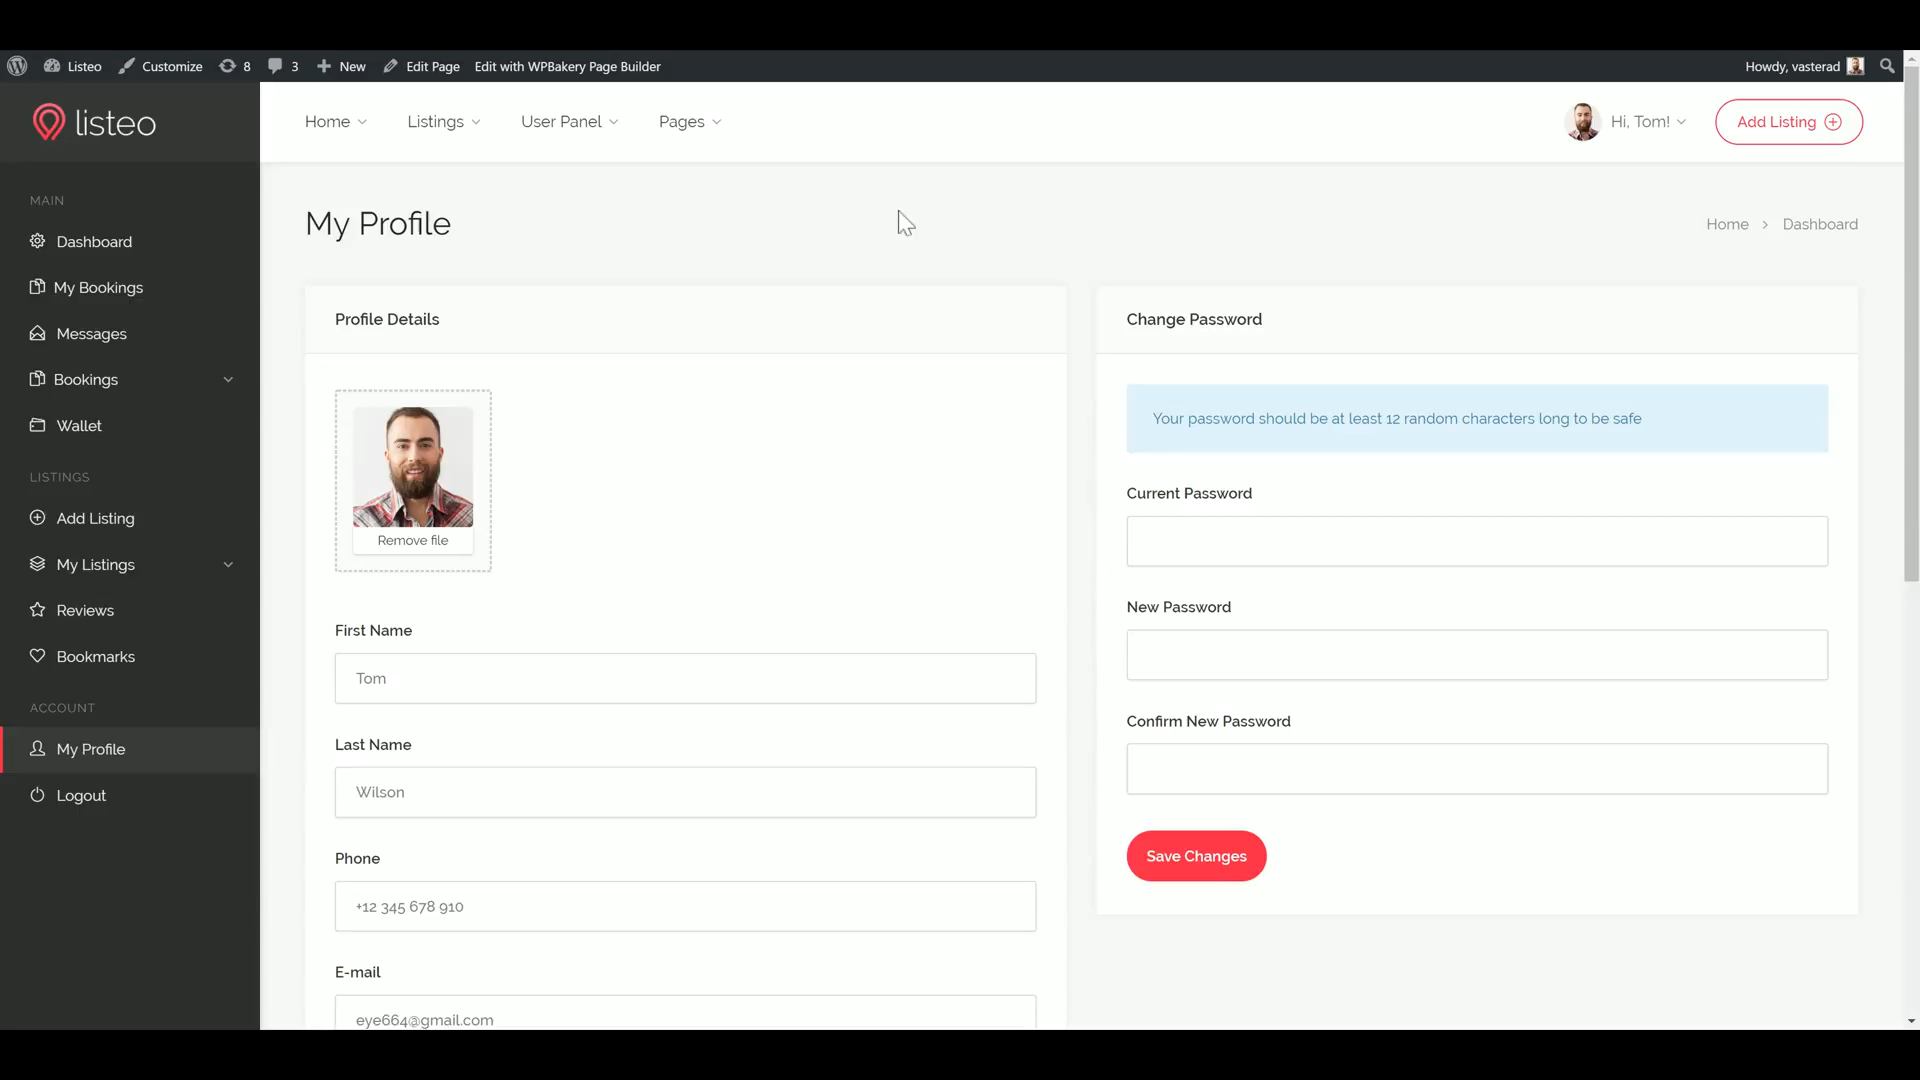 Listeo
Customize
8
3
New
Edit Page
Edit with WPBakery Page Builder
Howdy, vasterad
listeo
Home
Listings
User Panel
Pages
Hi, Tom!
Add Listing
MAIN
Dashboard
My Bookings
Messages
Bookings
Wallet
LISTINGS
Add Listing
My Listings
Reviews
Bookmarks
ACCOUNT
My Profile
Logout
My Profile
Home > Dashboard
Profile Details
Remove file
First Name
Tom
Last Name
Wilson
Phone
+12 345 678 910
E-mail
eye664@gmail.com
Change Password
Your password should be at least 12 random characters long to be safe
Current Password
New Password
Confirm New Password
Save Changes